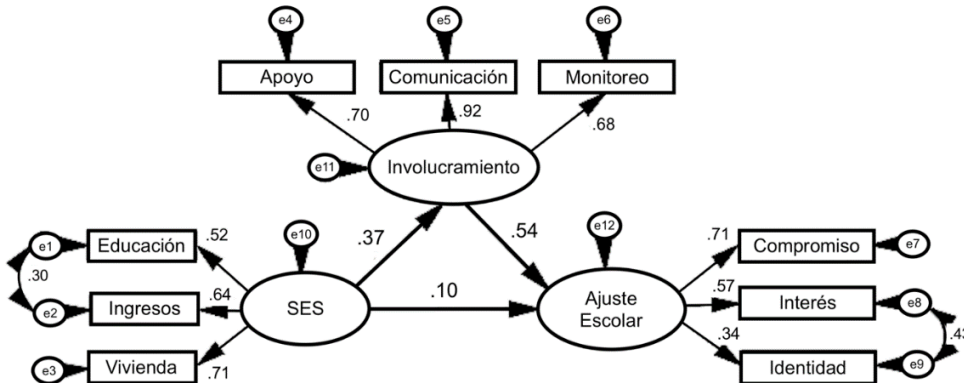 e4
e5
e6
Apoyo
Comunicación
Monitoreo
.70
.92
.68
e11
Involucramiento
e1
Educación
.52
e10
.37
.54
e12
.71
Compromiso
e7
.30
e2
Ingresos
.64
SES
.10
Ajuste
Escolar
.57
Interés
e8
.43
e3
Vivienda
.71
.34
Identidad
e9